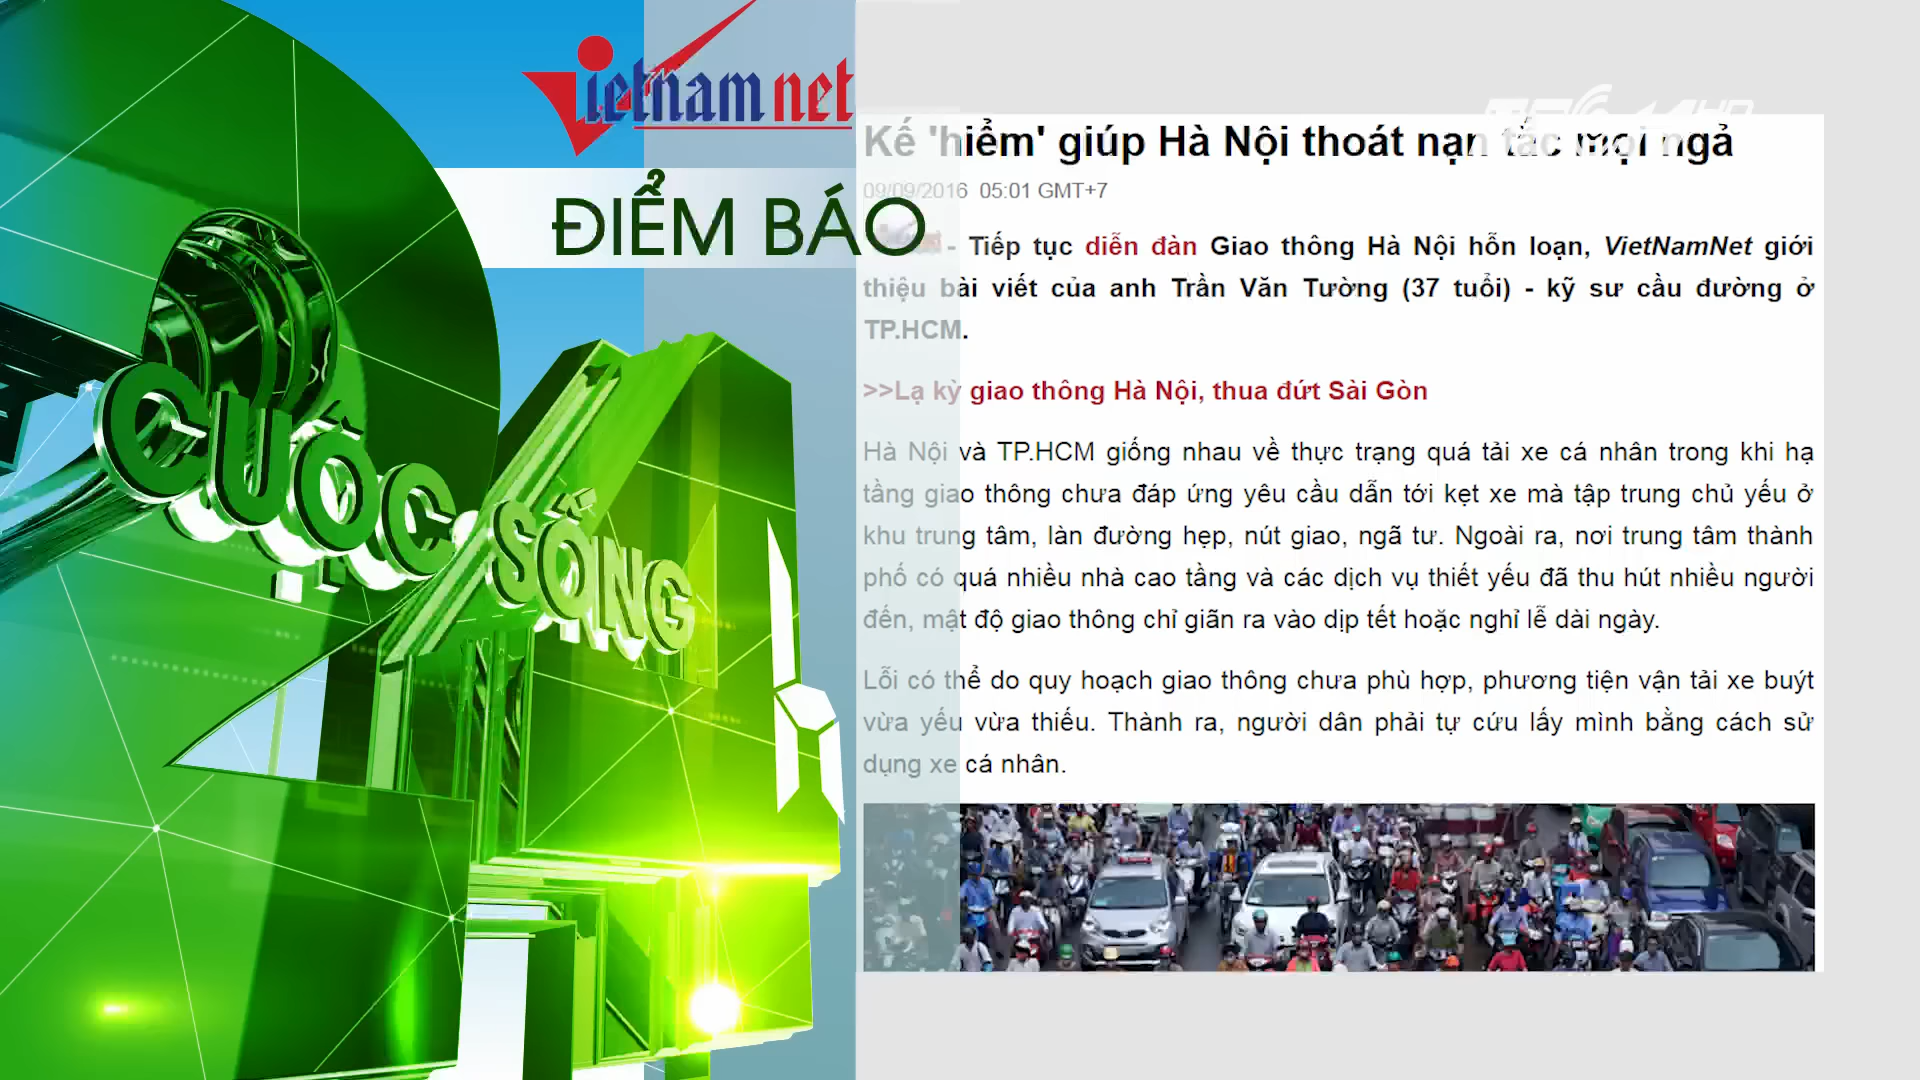 Vietnamnet
ĐIỂM BÁO
CUỘC SỐNG
24h
Kế 'hiểm' giúp Hà Nội thoát nạn tắc mọi ngả
09/09/2016 05:01 GMT+7
- Tiếp tục diễn đàn Giao thông Hà Nội hỗn loạn, VietNamNet giới
thiệu bài viết của anh Trần Văn Tường (37 tuổi) - kỹ sư cầu đường ở
TP.HCM.
>>Lạ kỳ giao thông Hà Nội, thua đứt Sài Gòn
Hà Nội và TP.HCM giống nhau về thực trạng quá tải xe cá nhân trong khi hạ
tầng giao thông chưa đáp ứng yêu cầu dẫn tới kẹt xe mà tập trung chủ yếu ở
khu trung tâm, làn đường hẹp, nút giao, ngã tư. Ngoài ra, nơi trung tâm thành
phố có quá nhiều nhà cao tầng và các dịch vụ thiết yếu đã thu hút nhiều người
đến, mật độ giao thông chỉ giãn ra vào dịp tết hoặc nghỉ lễ dài ngày.
Lỗi có thể do quy hoạch giao thông chưa phù hợp, phương tiện vận tải xe buýt
vừa yếu vừa thiếu. Thành ra, người dân phải tự cứu lấy mình bằng cách sử
dụng xe cá nhân.